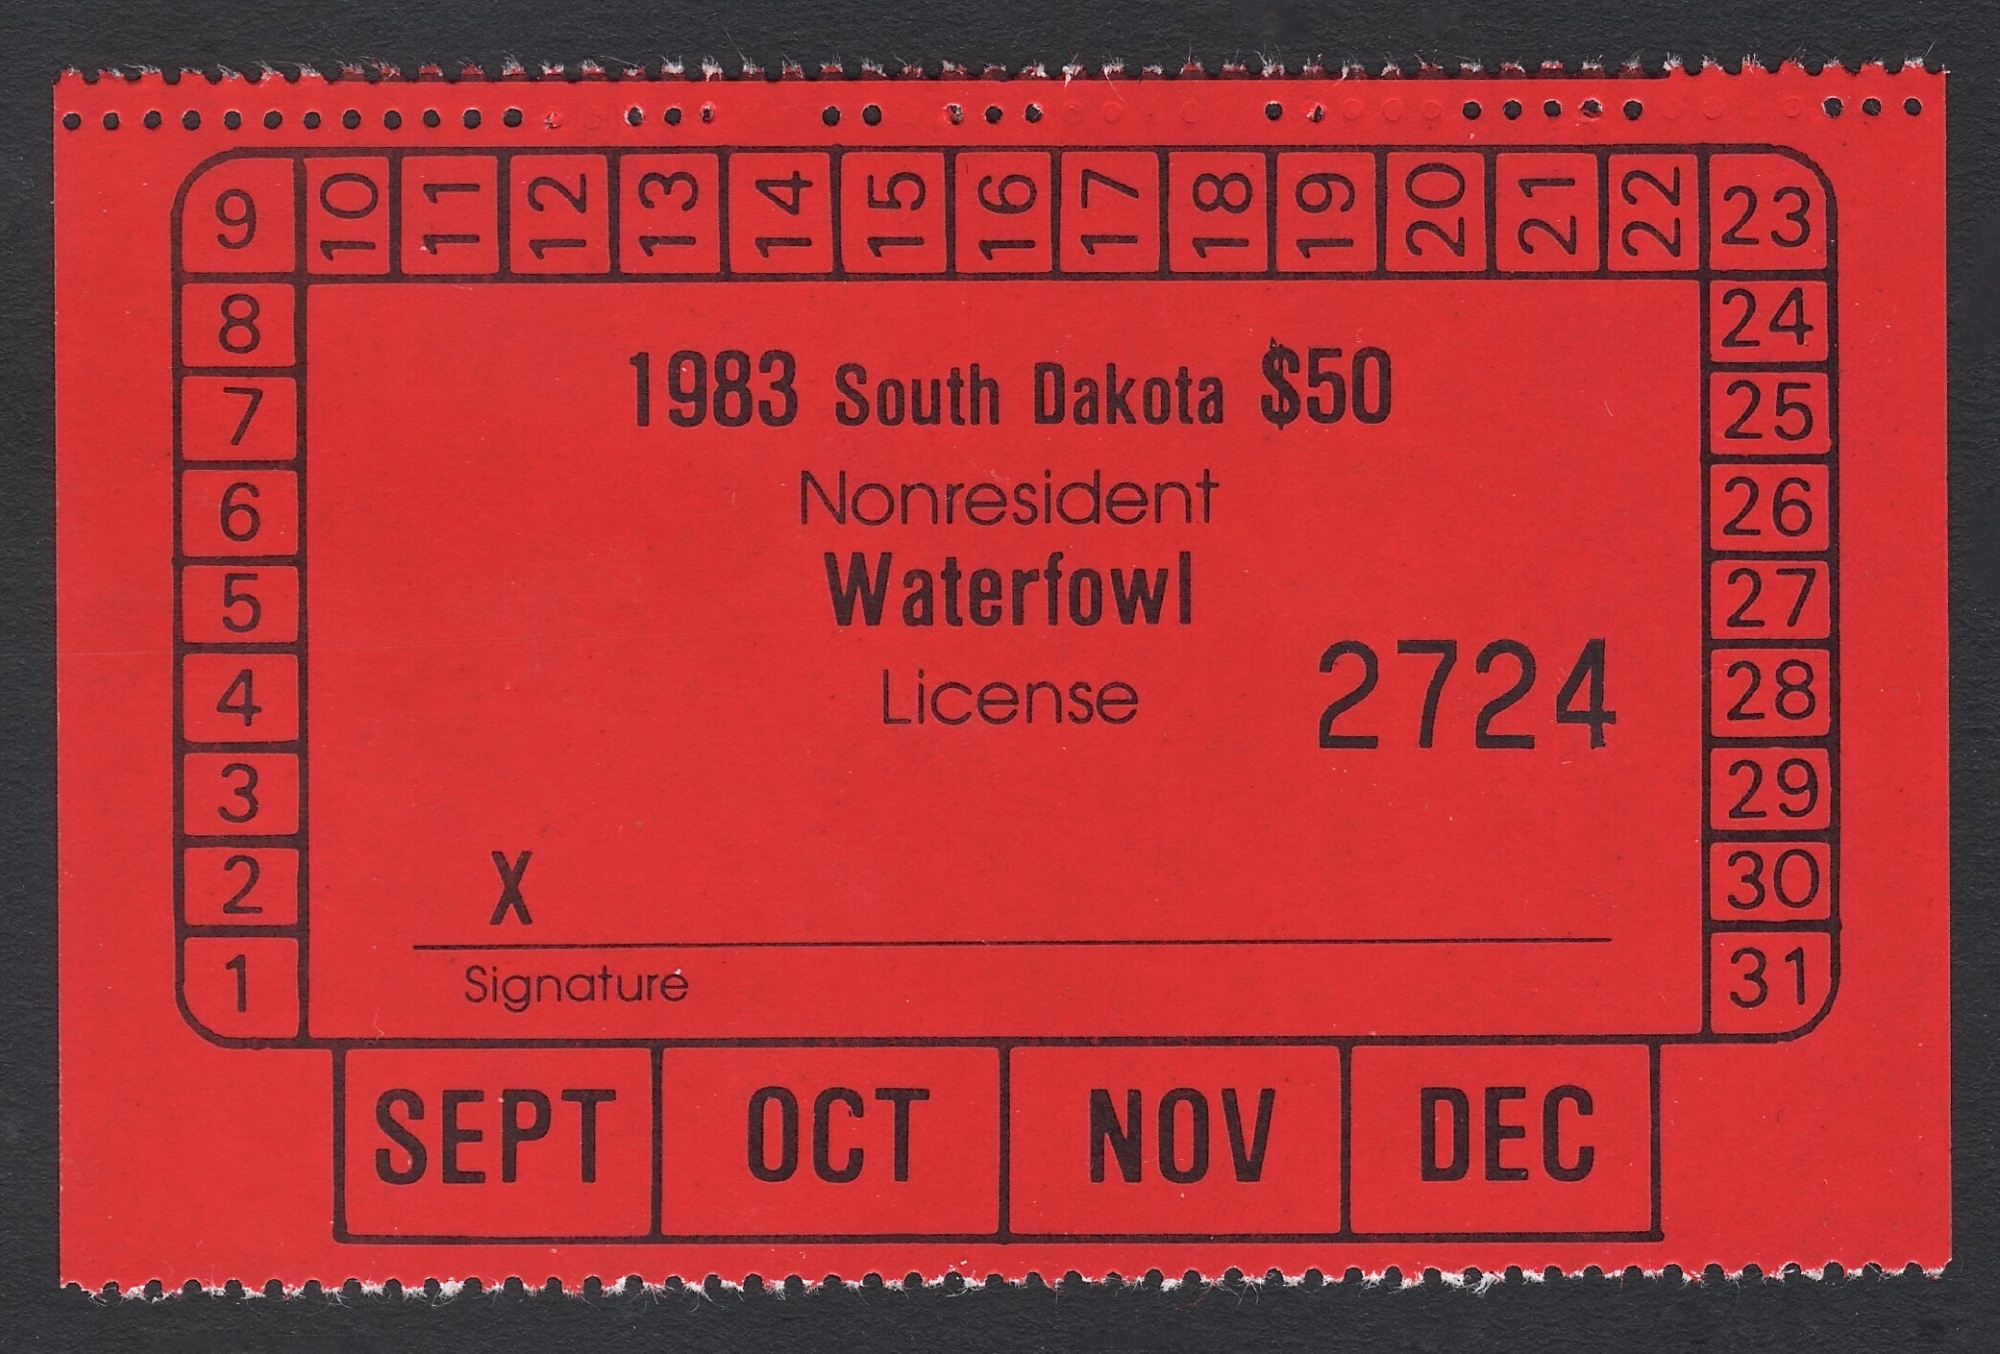 9 10 11 12 13 14 15 16 17 18 19 20 21 22 23
8 24
7 25
6 26
5 27
4 28
3 29
2 30
1 31
1983 South Dakota $50
Nonresident
Waterfowl
License
2724
X
Signature
SEPT OCT NOV DEC